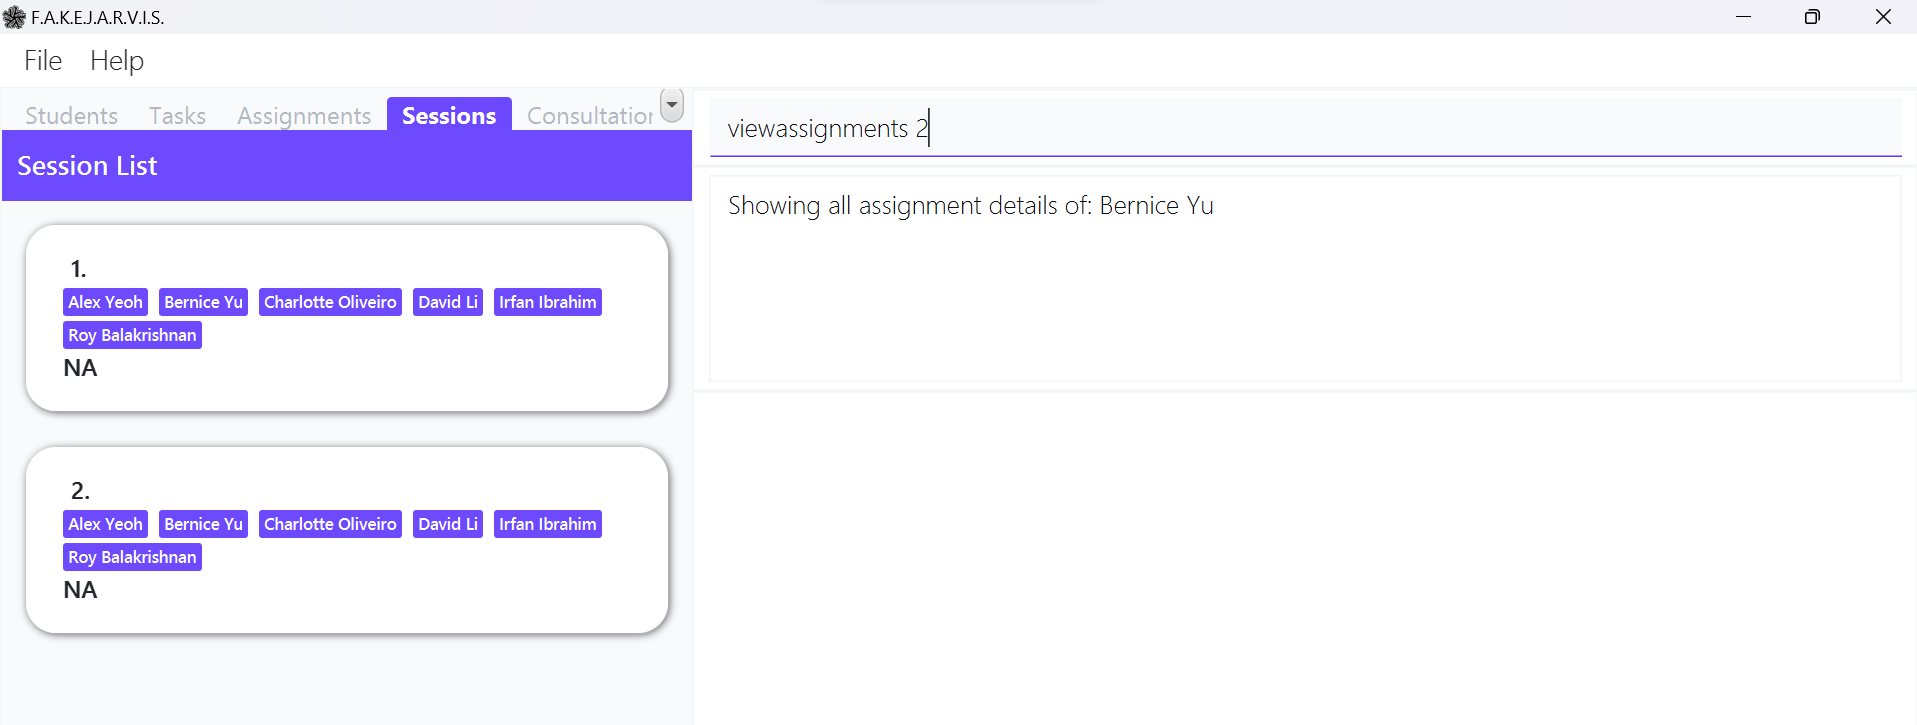 F.A.K.E.J.A.R.V.I.S.
File Help
Students Tasks Assignments Sessions Consultation
Session List
1.
Alex Yeoh Bernice Yu Charlotte Oliveiro David Li Irfan Ibrahim
Roy Balakrishnan
NA
2.
Alex Yeoh Bernice Yu Charlotte Oliveiro David Li Irfan Ibrahim
Roy Balakrishnan
NA
viewassignments 2
Showing all assignment details of: Bernice Yu